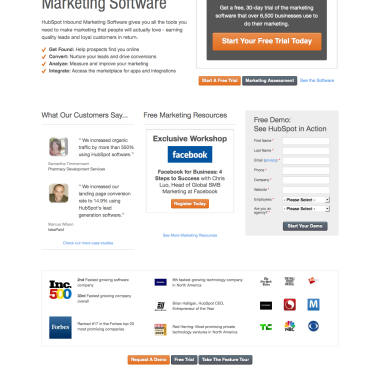 Marketing Software
HubSpot Inbound Marketing Software gives you all the tools you
need to make marketing that people will actually love - earning
quality leads and loyal customers in return.
Get Found: Help prospects find you online
Convert: Nurture your leads and drive conversions
Analyze: Measure and improve your marketing
Integrate: Access the marketplace for apps and integrations
Get a free, 30-day trial of the marketing
software that over 6,500 businesses use to
do their marketing.
Start Your Free Trial Today
Start A Free Trial
Marketing Assessment
See the Software
What Our Customers Say...
" We increased organic
traffic by more than 560%
using HubSpot software."
Samantha Timmermann
Pharmacy Development Services
" We increased our
landing page conversion
rate to 14.9% using
HubSpot's lead
generation software."
IdeaPaint
Check out more case studies
Free Marketing Resources
Exclusive Workshop
facebook
Facebook for Business: 4
Steps to Success with Chris
Luo, Head of Global SMB
Marketing at Facebook
Register Today
See More Marketing Resources
Free Demo:
See HubSpot in Action
First Name *
Last Name *
Email (privacy) *
Phone *
Company *
Website *
Employees *
- Please Select -
Are you an
agency? *
- Please Select -
Start Your Demo
Inc.
500
2nd Fastest growing software
company
33rd Fastest growing company
overall
Forbes
Ranked #17 in the Forbes top 20
most promising companies
6th fastest growing technology company
in North America
Brian Halligan, HubSpot CEO,
Entrepreneur of the Year
Red Herring: Most promising private
technology ventures in North America
M
NBC
Request A Demo
Free Trial
Take The Feature Tour